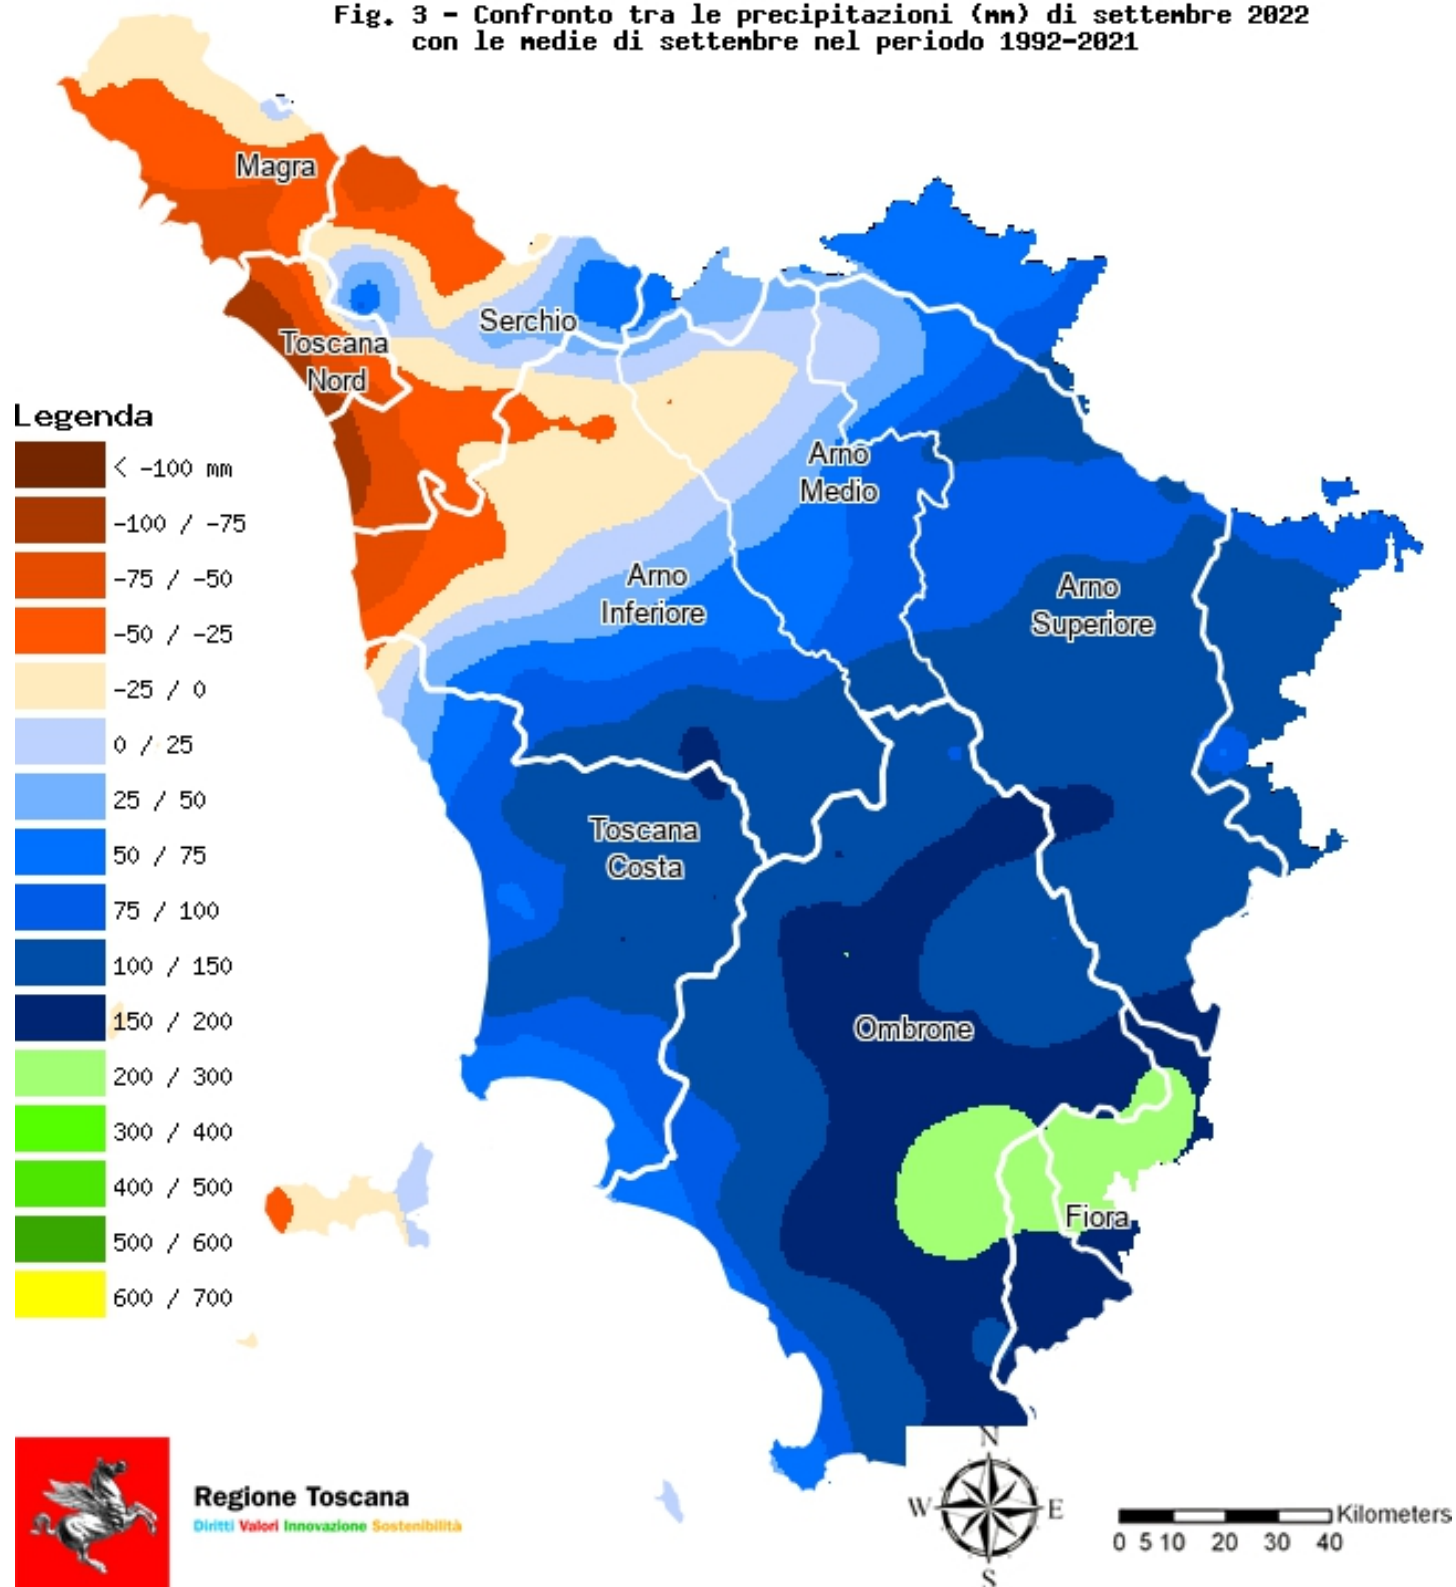 Fig. 3 - Confronto tra le precipitazioni (mm) di settembre 2022
con le medie di settembre nel periodo 1992-2021
Magra
Serchio
Toscana
Nord
Arno
Medio
Arno
Inferiore
Arno
Superiore
Toscana
Costa
Ombrone
Fiora
Legenda
< -100 mm
-100 / -75
-75 / -50
-50 / -25
-25 / 0
0 / 25
25 / 50
50 / 75
75 / 100
100 / 150
150 / 200
200 / 300
300 / 400
400 / 500
500 / 600
600 / 700
Regione Toscana
Diritti Valori Innovazione Sostenibilità
N
W E
S
Kilometers
0 5 10 20 30 40